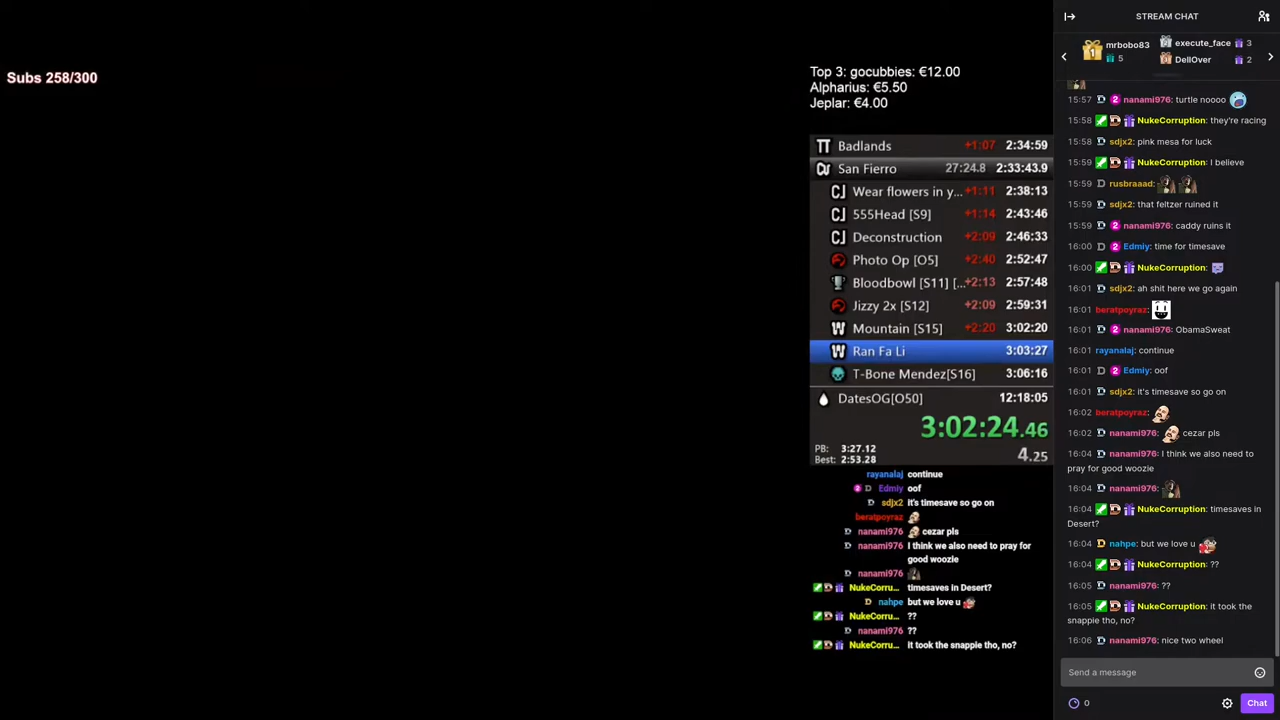 Subs 258/300
Top 3: gocubbies: €12.00
Alpharius: €5.50
Jeplar: €4.00
Badlands +1:07 2:34:59
San Fierro 27:24.8 2:33:43.9
Wear flowers in y... +1:11 2:38:13
555Head [S9] +1:14 2:43:46
Deconstruction +2:09 2:46:33
Photo Op [O5] +2:40 2:52:47
Bloodbowl [S11] [... +2:13 2:57:48
Jizzy 2x [S12] +2:09 2:59:31
Mountain [S15] +2:20 3:02:20
Ran Fa Li 3:03:27
T-Bone Mendez[S16] 3:06:16
DatesOG[O50] 12:18:05
3:02:24.46
PB: 3:27.12
Best: 2:53.28
4.25
rayanalaj continue
2 Edmiy oof
sdjx2 it's timesave so go on
beratpoyraz
nanami976 cezar pls
nanami976 I think we also need to pray for
good woozie
nanami976
NukeCorru... timesaves in Desert?
nahpe but we love u
NukeCorru... ??
nanami976 ??
NukeCorru... it took the snappie tho, no?
STREAM CHAT
1 mrbobo83 5
execute_face 3
DellOver 2
15:57 2 nanami976: turtle noooo
15:58 NukeCorruption: they're racing
15:58 sdjx2: pink mesa for luck
15:59 NukeCorruption: I believe
15:59 rusbraaad:
15:59 sdjx2: that feltzer ruined it
15:59 2 nanami976: caddy ruins it
16:00 2 Edmiy: time for timesave
16:00 NukeCorruption:
16:01 sdjx2: ah shit here we go again
16:01 beratpoyraz:
16:01 2 nanami976: ObamaSweat
16:01 rayanalaj: continue
16:01 2 Edmiy: oof
16:01 sdjx2: it's timesave so go on
16:02 beratpoyraz:
16:02 nanami976: cezar pls
16:04 nanami976: I think we also need to
pray for good woozie
16:04 nanami976:
16:04 NukeCorruption: timesaves in
Desert?
16:04 nahpe: but we love u
16:04 NukeCorruption: ??
16:05 nanami976: ??
16:05 NukeCorruption: it took the
snappie tho, no?
16:06 nanami976: nice two wheel
Send a message
0
Chat